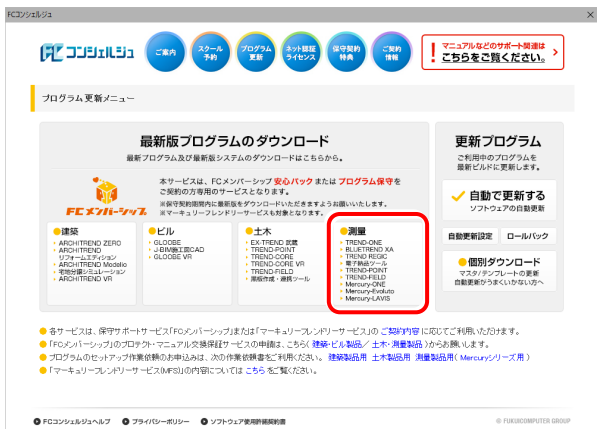 FCコンシェルジュ
FCコンシェルジュ
ご案内
スクール
予約
プログラム
更新
ネット認証
ライセンス
保守契約
特典
ご契約
情報
マニュアルなどのサポート関連は
こちらをご覧ください。
プログラム更新メニュー
最新版プログラムのダウンロード
最新プログラム及び最新版システムのダウンロードはこちらから。
FCメンバーシップ
本サービスは、FCメンバーシップ 安心パック または プログラム保守を
ご契約の方専用のサービスとなります。
※保守契約期間内に最新版をダウンロードいただきますようお願いいたします。
※マーキュリーフレンドリーサービスも対象となります。
建築
ARCHITREND ZERO
ARCHITREND
リフォームエディション
ARCHITREND Modelio
宅地分譲シミュレーション
ARCHITREND VR
ビル
GLOOBE
J-BIM施工図CAD
GLOOBE VR
土木
EX-TREND 武蔵
TREND-POINT
TREND-CORE
TREND-CORE VR
TREND-FIELD
黒板作成・連携ツール
測量
TREND-ONE
BLUETREND XA
TREND REGIC
電子納品ツール
TREND-POINT
TREND-FIELD
Mercury-ONE
Mercury-Evoluto
Mercury-LAVIS
更新プログラム
ご利用中のプログラムを
最新ビルドに更新します。
自動で更新する
ソフトウェアの自動更新
自動更新設定
ロールバック
個別ダウンロード
マスタ/テンプレートの更新
自動更新がうまくいかない方へ
各サービスは、保守サポートサービス「FCメンバーシップ」または「マーキュリーフレンドリーサービス」の ご契約内容 に応じてご利用いただけます。
「FCメンバーシップ」のプロテクト・マニュアル交換保証サービスの申請は、こちら( 建築・ビル製品／ 土木・測量製品 )からお願いします。
プログラムのセットアップ作業依頼のお申込みは、次の作業依頼書をご利用ください。 建築製品用 土木製品用 測量製品用( Mercuryシリーズ用 )
「マーキュリーフレンドリーサービス(MFS)」の内容については こちら をご覧ください。
FCコンシェルジュヘルプ
プライバシーポリシー
ソフトウェア使用許諾契約書
© FUKUICOMPUTER GROUP